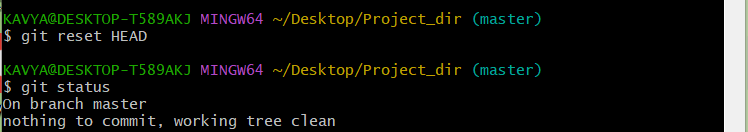 KAVYA@DESKTOP-T589AKJ MINGW64 ~/Desktop/Project_dir (master)
$ git reset HEAD
KAVYA@DESKTOP-T589AKJ MINGW64 ~/Desktop/Project_dir (master)
$ git status
On branch master
nothing to commit, working tree clean